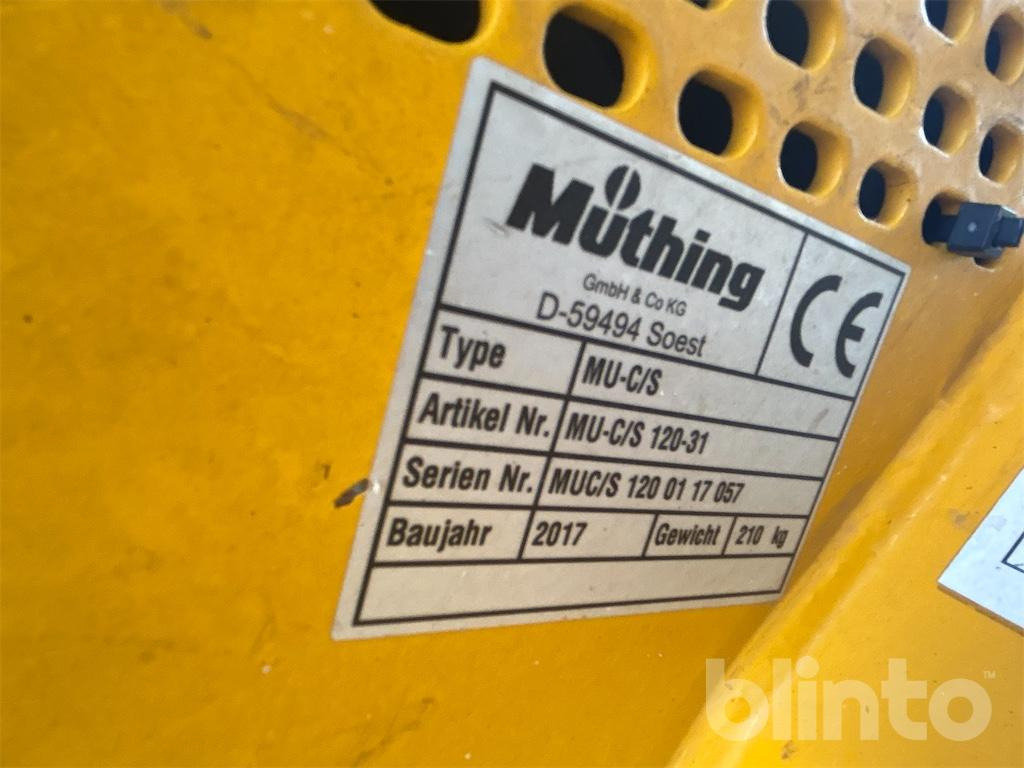 Müthing
GmbH & Co KG
D-59494 Soest
CE
Type MU-C/S
Artikel Nr. MU-C/S 120-31
Serien Nr. MUC/S 120 01 17 057
Baujahr 2017 Gewicht 210 kg
blinto™